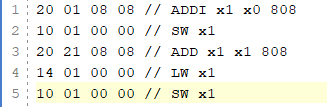 1 20 01 08 08 // ADDI x1 x0 808
2 10 01 00 00 // SW x1
3 20 21 08 08 // ADD x1 x1 808
4 14 01 00 00 // LW x1
5 10 01 00 00 // SW x1